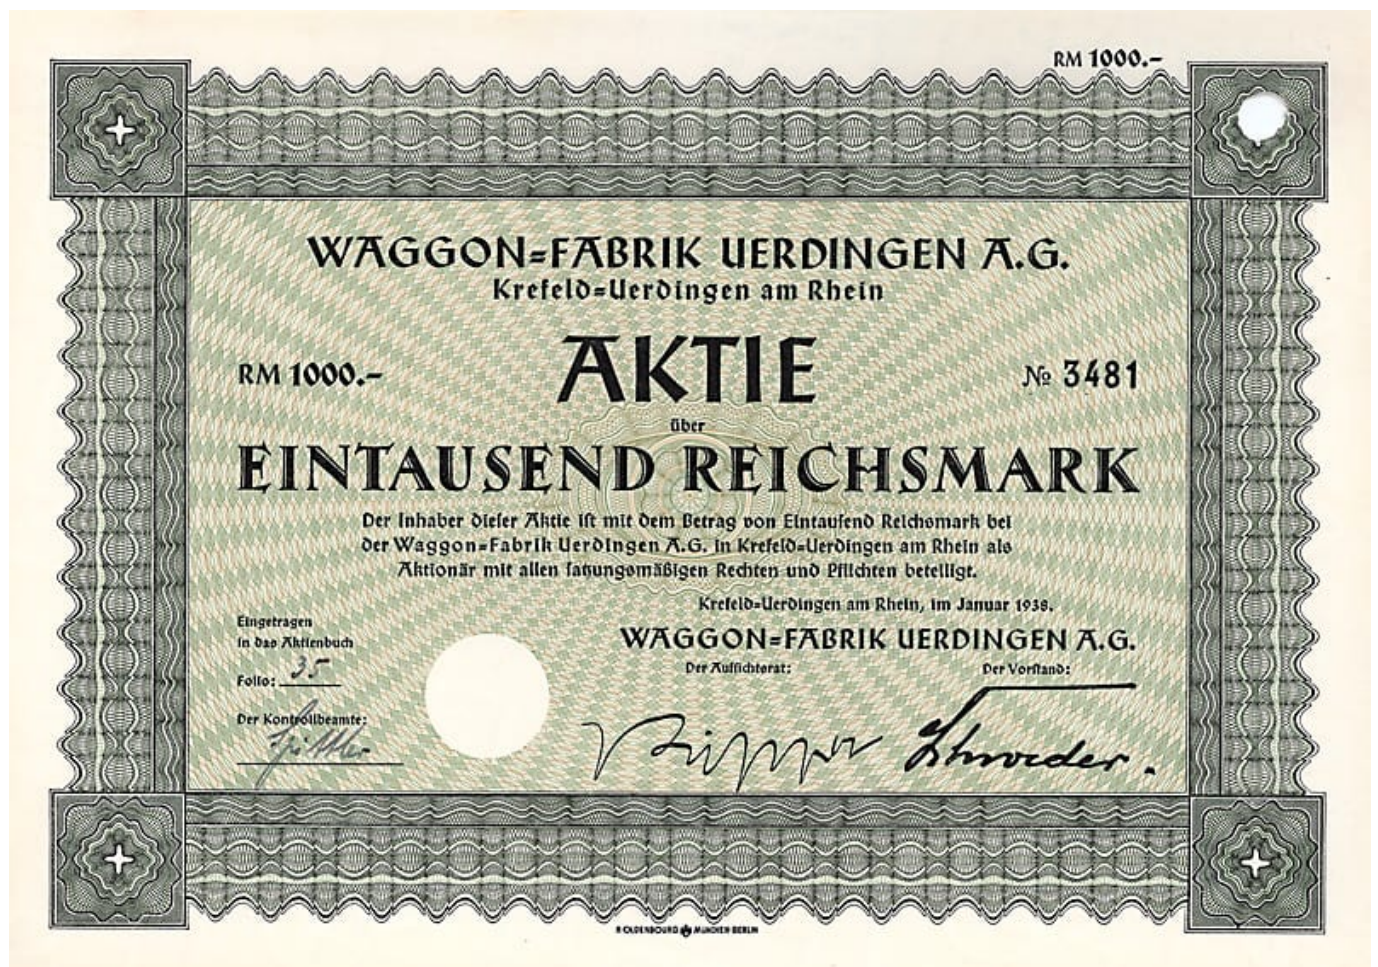 RM 1000.-
WAGGON=FABRIK UERDINGEN A.G.
Krefeld=Uerdingen am Rhein
AKTIE
RM 1000.-
№ 3481
über
EINTAUSEND REICHSMARK
Der Inhaber dieſer Aktie iſt mit dem Betrag von Eintauſend Reichsmark bei
der Waggon=Fabrik Uerdingen A.G. in Krefeld=Uerdingen am Rhein als
Aktionär mit allen ſatzungsmäßigen Rechten und Pflichten beteiligt.
Krefeld=Uerdingen am Rhein, im Januar 1938.
WAGGON=FABRIK UERDINGEN A.G.
Der Aufſichtsrat:
Der Vorſtand:
Eingetragen
in das Aktienbuch
Folio: 35
Der Kontrollbeamte:
Schroeder.
R. OLDENBOURG MÜNCHEN-BERLIN